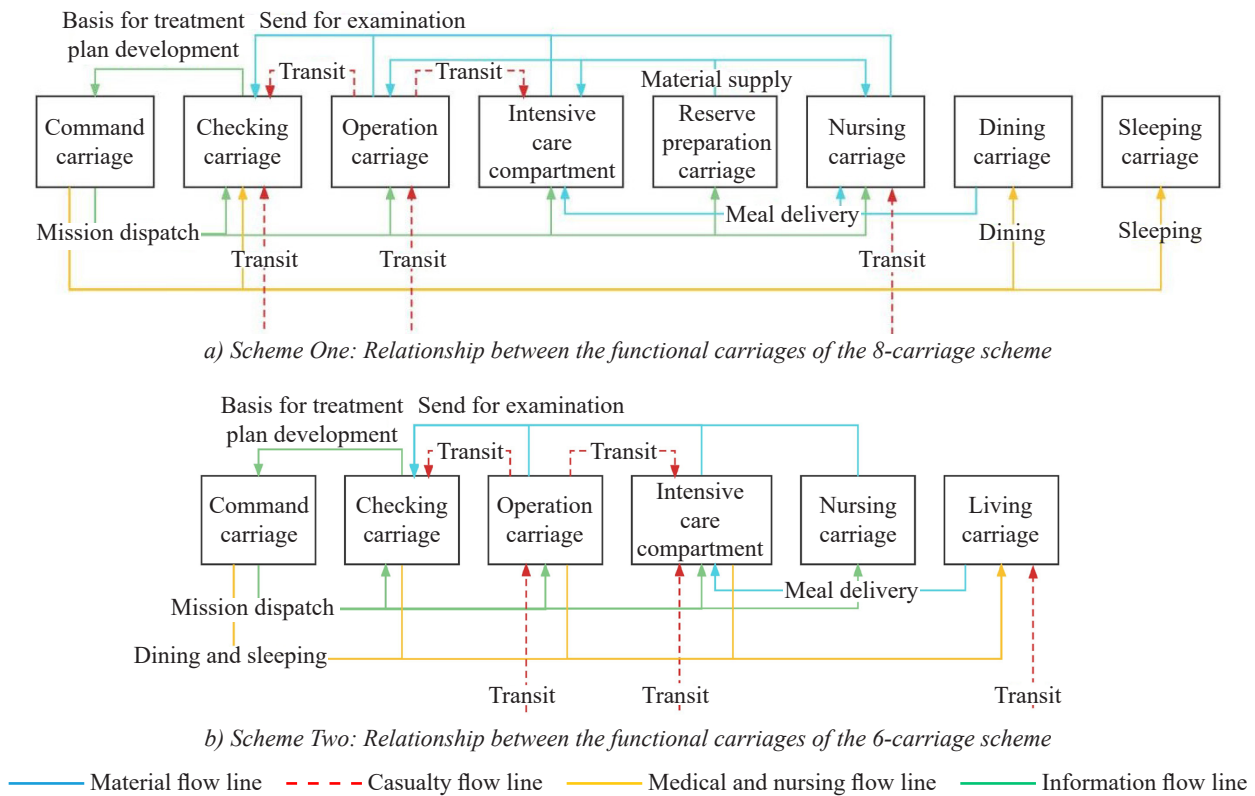 Basis for treatment
plan development
Send for examination
Transit
Transit
Material supply
Command
carriage
Checking
carriage
Operation
carriage
Intensive
care
compartment
Reserve
preparation
carriage
Nursing
carriage
Dining
carriage
Sleeping
carriage
Meal delivery
Mission dispatch
Dining
Sleeping
Transit
Transit
Transit
a) Scheme One: Relationship between the functional carriages of the 8-carriage scheme
Basis for treatment
plan development
Send for examination
Transit
Transit
Command
carriage
Checking
carriage
Operation
carriage
Intensive
care
compartment
Nursing
carriage
Living
carriage
Meal delivery
Mission dispatch
Dining and sleeping
Transit
Transit
Transit
b) Scheme Two: Relationship between the functional carriages of the 6-carriage scheme
Material flow line
Casualty flow line
Medical and nursing flow line
Information flow line